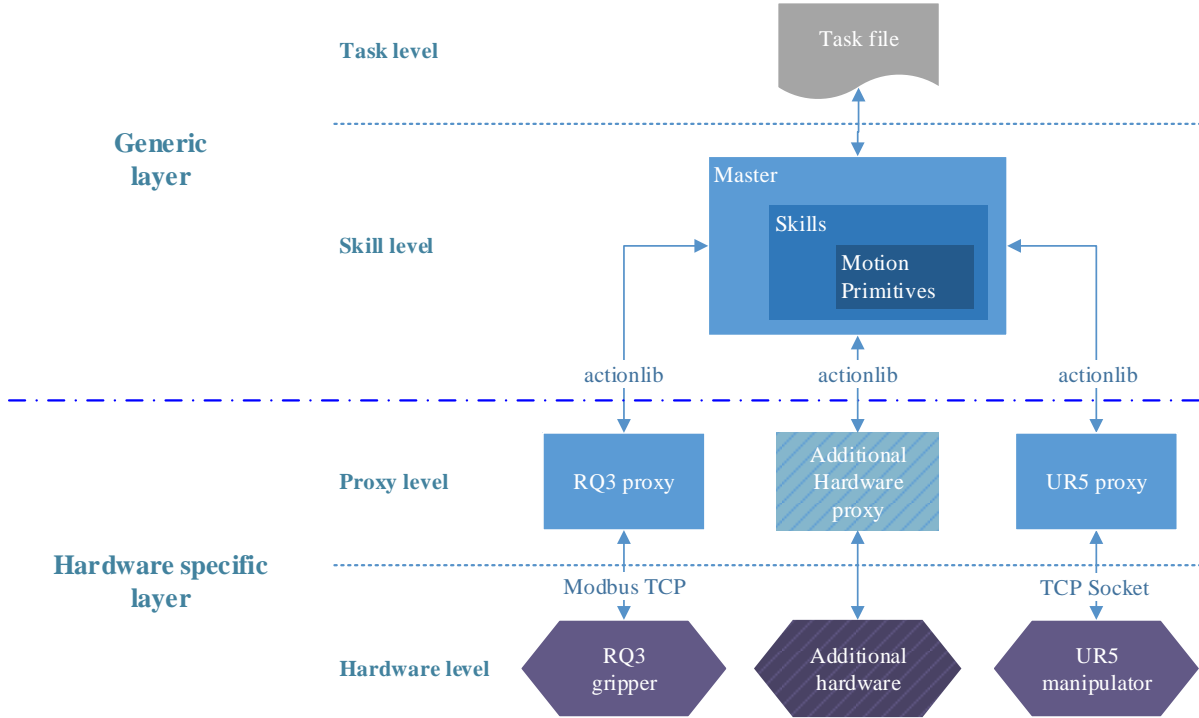 Task level
Task file
Generic
layer
Master
Skills
Motion
Primitives
Skill level
actionlib
actionlib
actionlib
Proxy level
RQ3 proxy
Additional
Hardware
proxy
UR5 proxy
Hardware specific
layer
Modbus TCP
TCP Socket
Hardware level
RQ3
gripper
Additional
hardware
UR5
manipulator